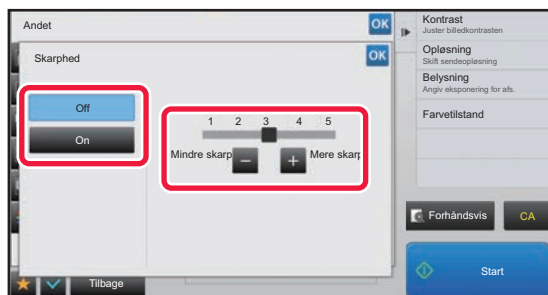 Andet
OK
Skarphed
OK
Off
On
1 2 3 4 5
Mindre skarp
Mere skarp
Tilbage
Kontrast
Juster billedkontrasten
Opløsning
Skift sendeopløsning
Belysning
Angiv eksponering for afs.
Farvetilstand
Forhåndsvis
CA
Start